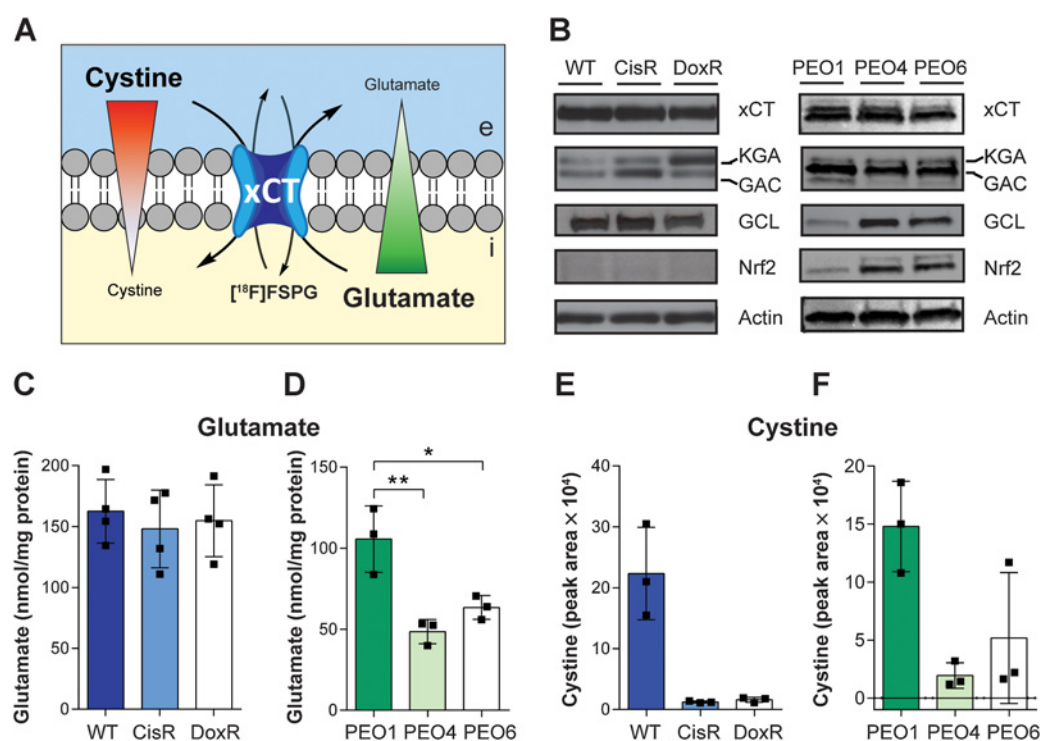 A
Cystine
Glutamate
e
xCT
i
Cystine
[¹⁸F]FSPG
Glutamate
B
WT CisR DoxR
xCT
KGA
GAC
GCL
Nrf2
Actin
PEO1 PEO4 PEO6
xCT
KGA
GAC
GCL
Nrf2
Actin
C
D
Glutamate
Glutamate (nmol/mg protein)
200
150
100
50
0
WT CisR DoxR
Glutamate (nmol/mg protein)
150
100
50
0
*
**
PEO1 PEO4 PEO6
E
F
Cystine
Cystine (peak area × 10⁴)
40
30
20
10
0
WT CisR DoxR
Cystine (peak area × 10⁴)
20
15
10
5
0
PEO1 PEO4 PEO6